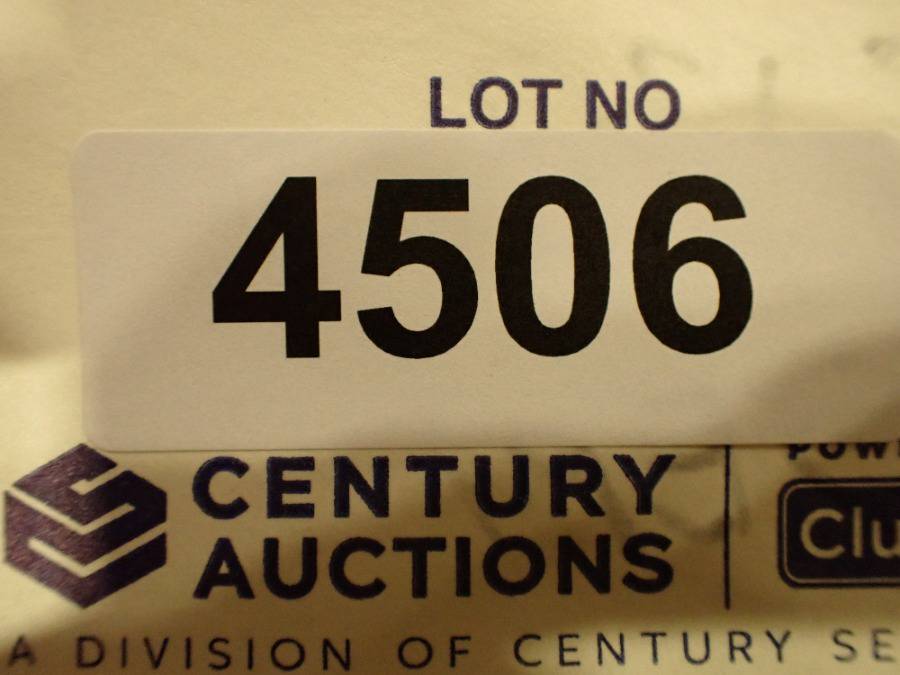 LOT NO
4506
CENTURY
AUCTIONS
A DIVISION OF CENTURY